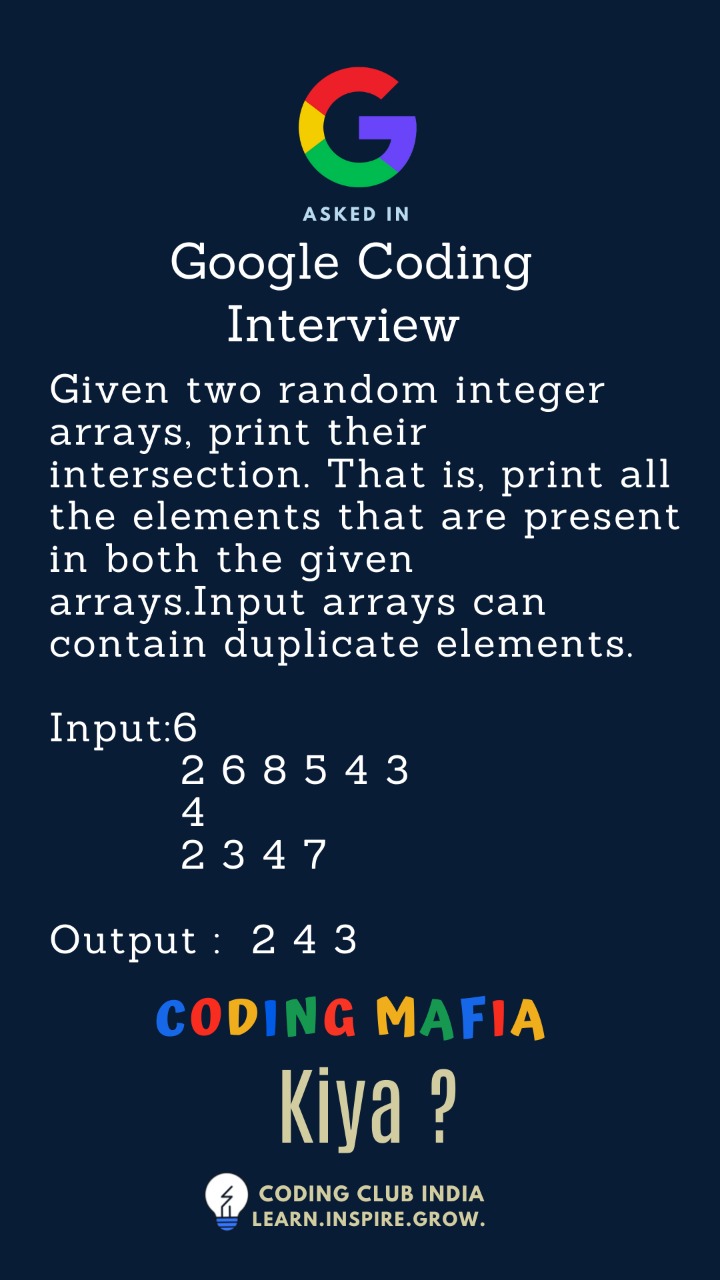 ASKED IN
Google Coding
Interview
Given two random integer
arrays, print their
intersection. That is, print all
the elements that are present
in both the given
arrays.Input arrays can
contain duplicate elements.
Input:6
2 6 8 5 4 3
4
2 3 4 7
Output : 2 4 3
CODING MAFIA
Kiya ?
CODING CLUB INDIA
LEARN.INSPIRE.GROW.